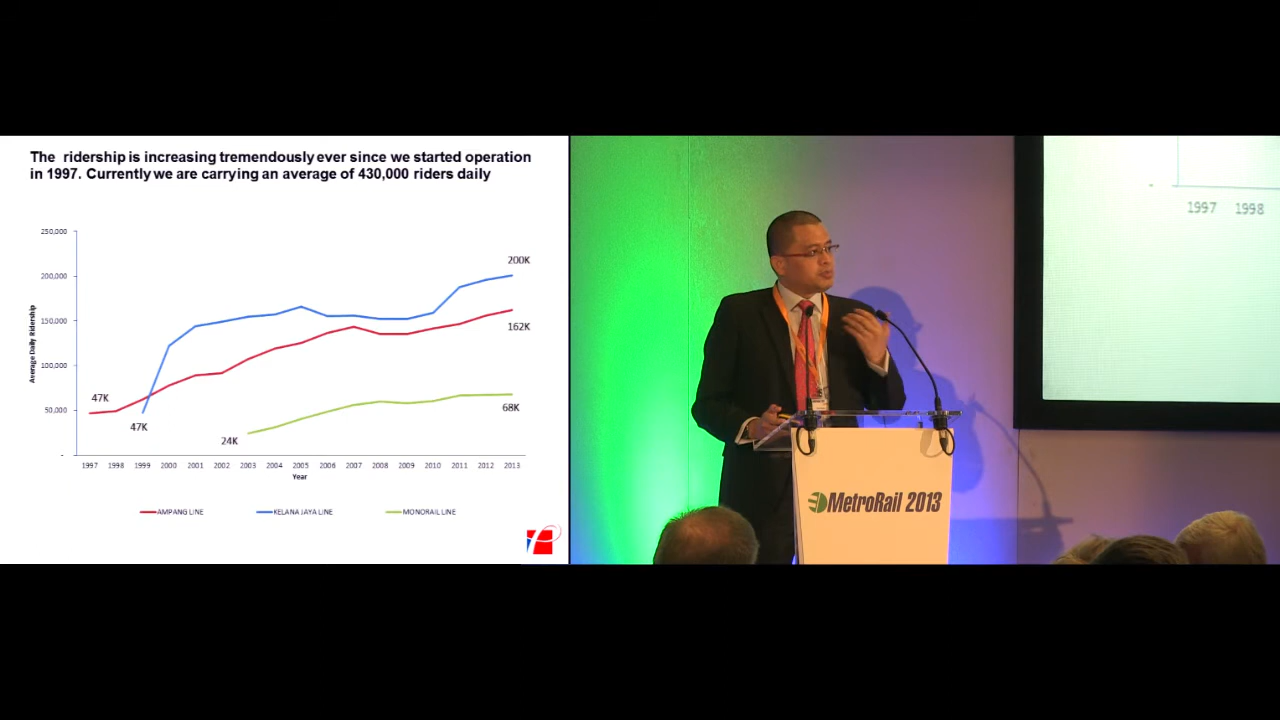 The ridership is increasing tremendously ever since we started operation
in 1997. Currently we are carrying an average of 430,000 riders daily
250,000
200,000
150,000
100,000
50,000
-
Average Daily Ridership
200K
162K
47K
47K
24K
68K
1997 1998 1999 2000 2001 2002 2003 2004 2005 2006 2007 2008 2009 2010 2011 2012 2013
Year
AMPANG LINE KELANA JAYA LINE MONORAIL LINE
-
1997 1998
MetroRail 2013